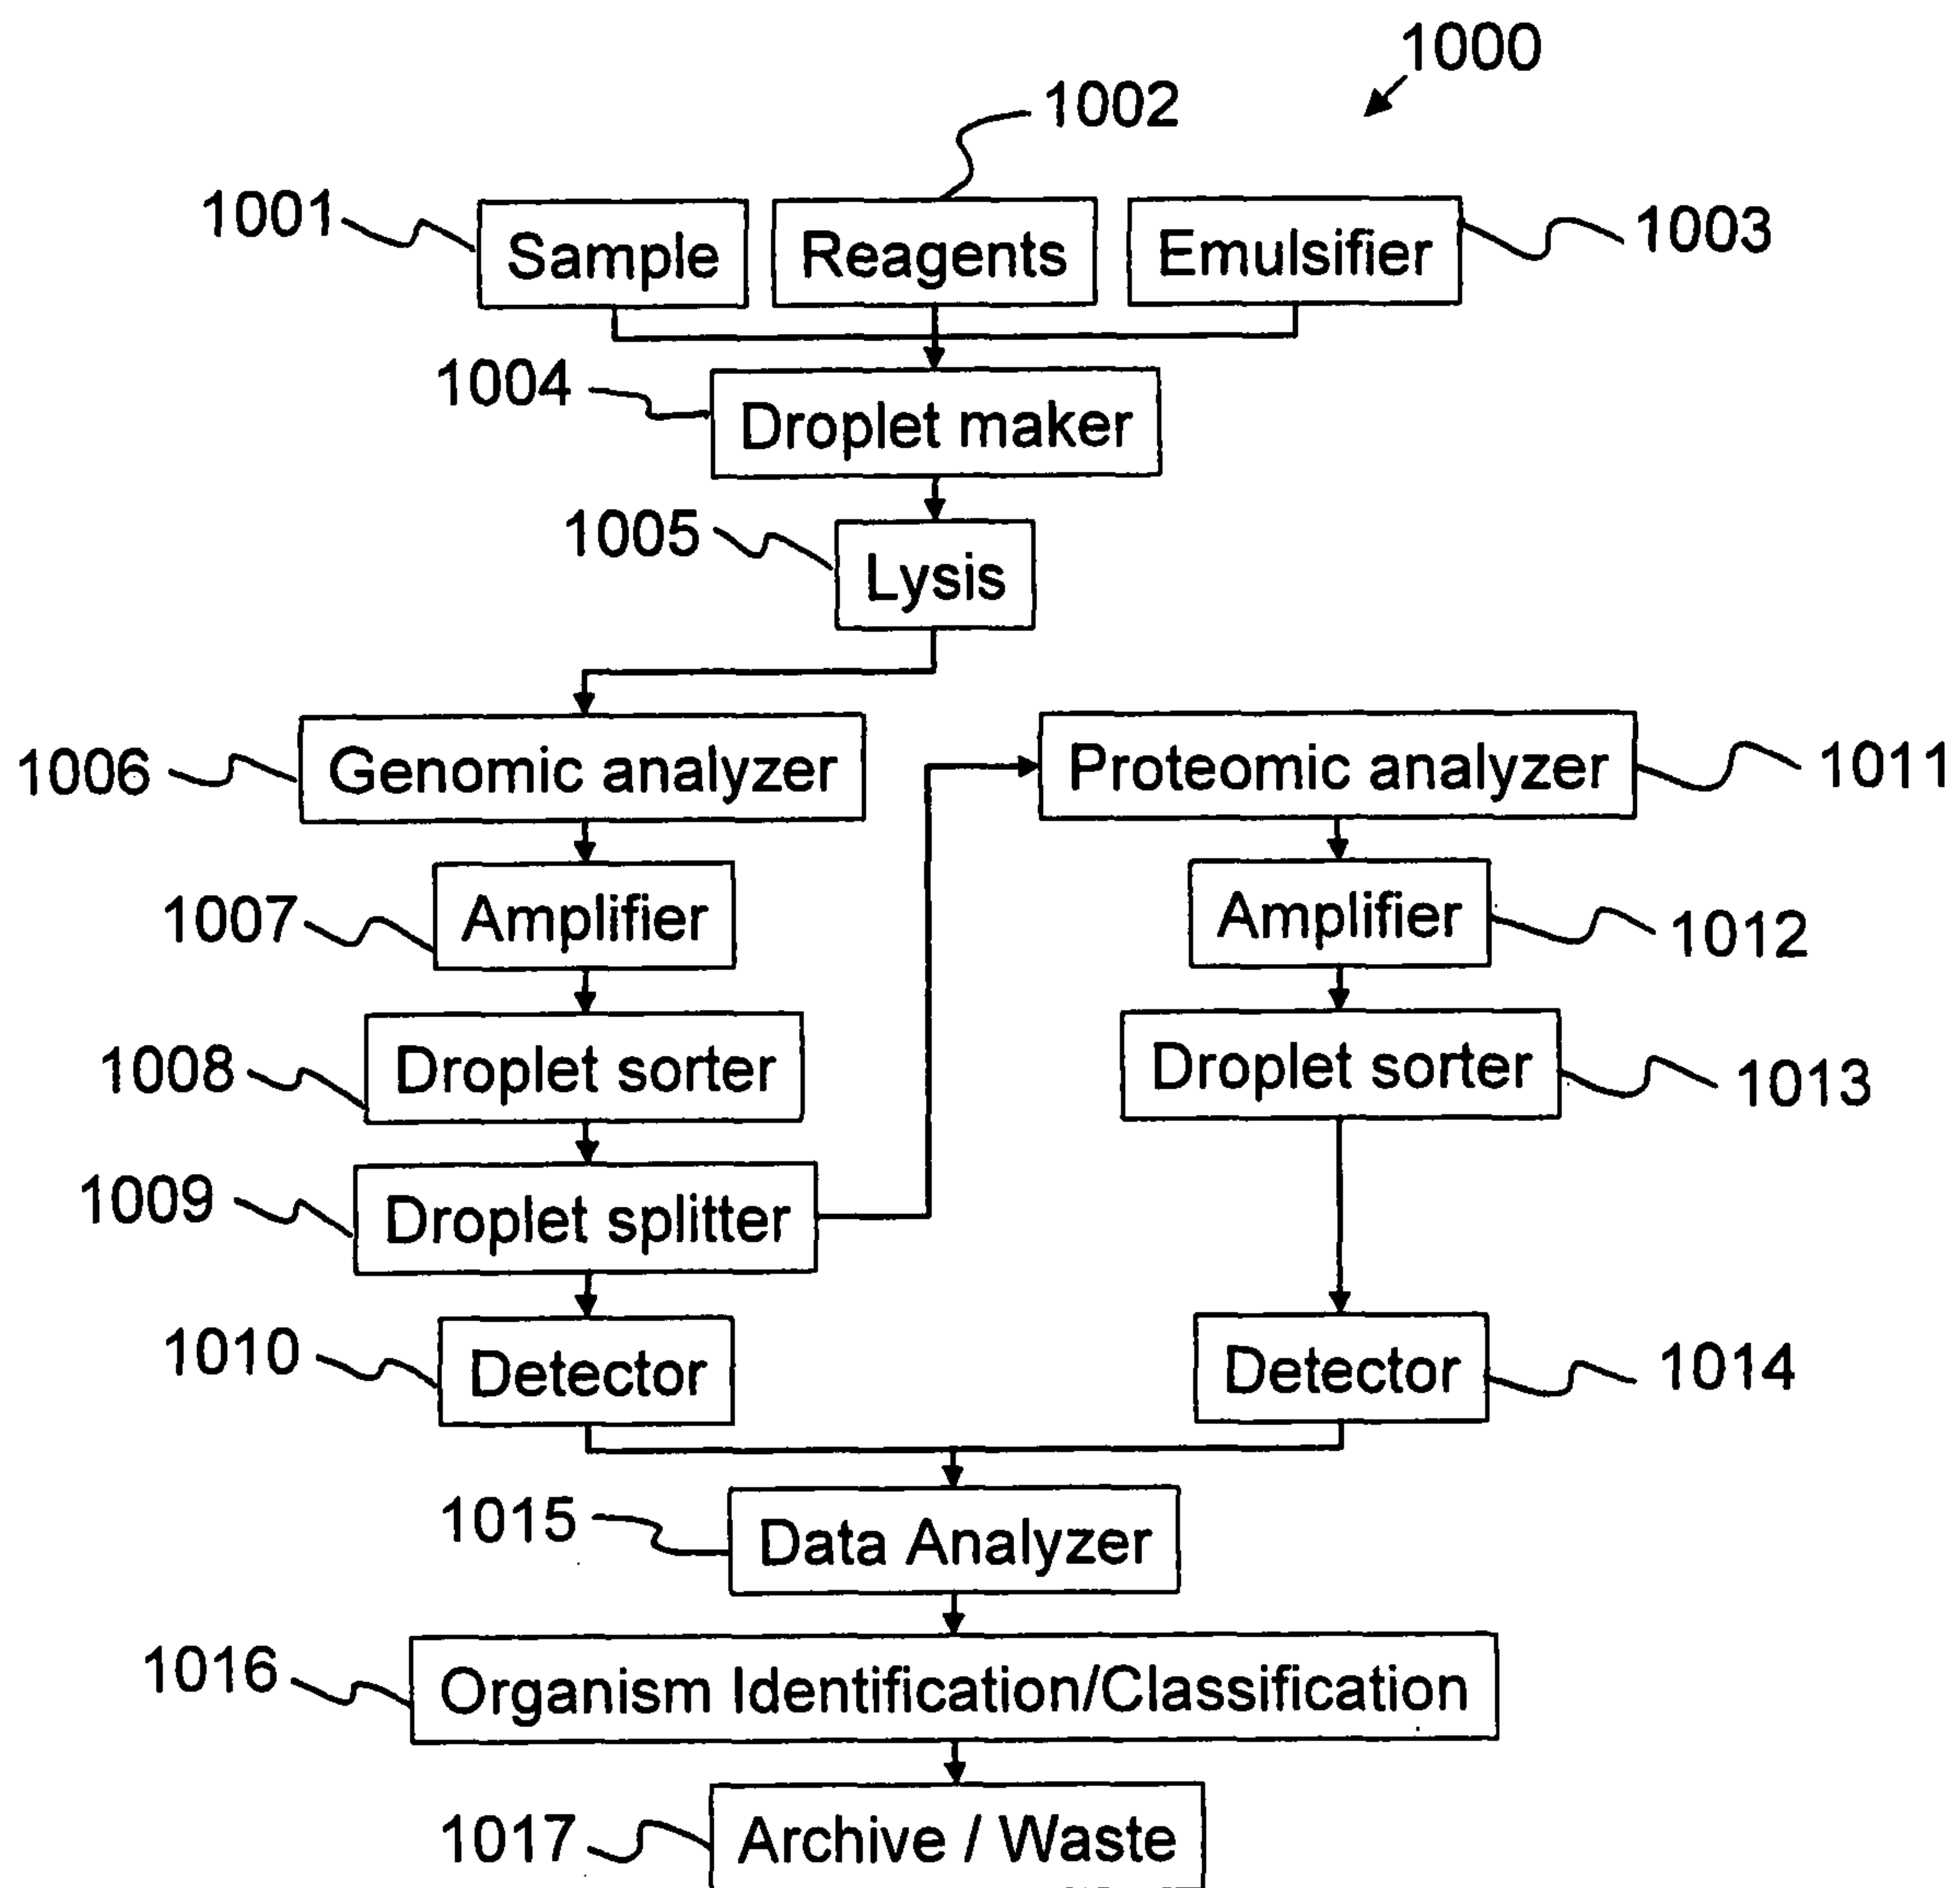 1000
1002
1001 Sample Reagents Emulsifier 1003
1004 Droplet maker
1005 Lysis
1006 Genomic analyzer Proteomic analyzer 1011
1007 Amplifier Amplifier 1012
1008 Droplet sorter Droplet sorter 1013
1009 Droplet splitter
1010 Detector Detector 1014
1015 Data Analyzer
1016 Organism Identification/Classification
1017 Archive / Waste